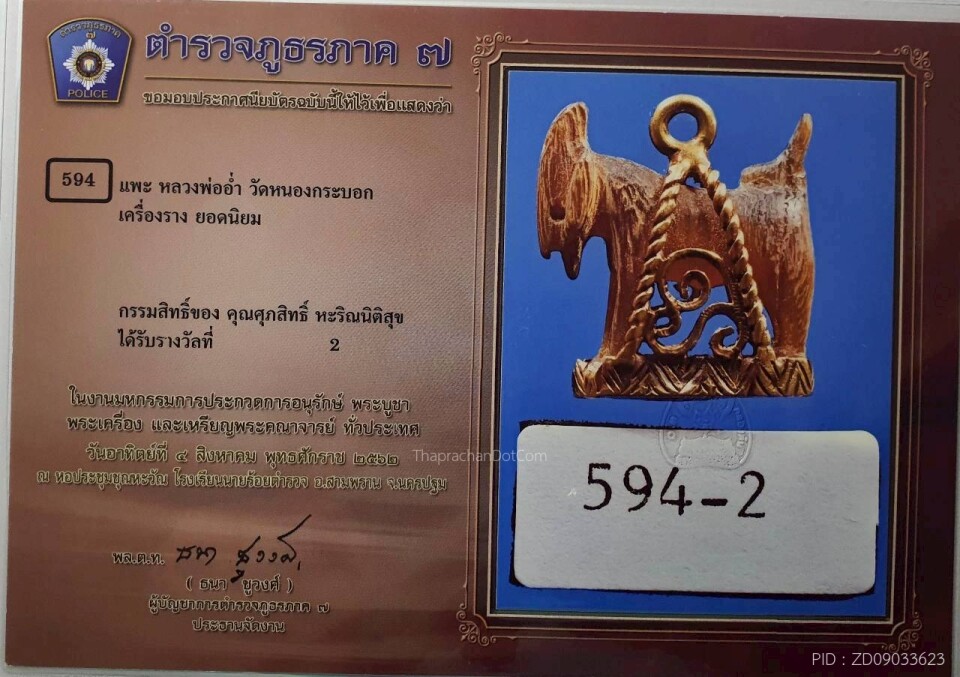 ตำรวจภูธรภาค ๗
POLICE
ขอมอบประกาศนียบัตรฉบับนี้ให้ไว้เพื่อแสดงว่า
594
แพะ หลวงพ่ออ่ำ วัดหนองกระบอก
เครื่องราง ยอดนิยม
กรรมสิทธิ์ของ คุณศุภสิทธิ์ หะริณนิติสุข
ได้รับรางวัลที่ 2
ในงานมหกรรมการประกวดการอนุรักษ์ พระบูชา
พระเครื่อง และเหรียญพระคณาจารย์ ทั่วประเทศ
วันอาทิตย์ที่ ๔ สิงหาคม พุทธศักราช ๒๕๖๒
ณ หอประชุมชุณหะวัณ โรงเรียนนายร้อยตำรวจ อ.สามพราน จ.นครปฐม
พล.ต.ท.
( ธนา ชูวงศ์ )
ผู้บัญชาการตำรวจภูธรภาค ๗
ประธานจัดงาน
594-2
ThaprachanDotCom
PID : ZD09033623